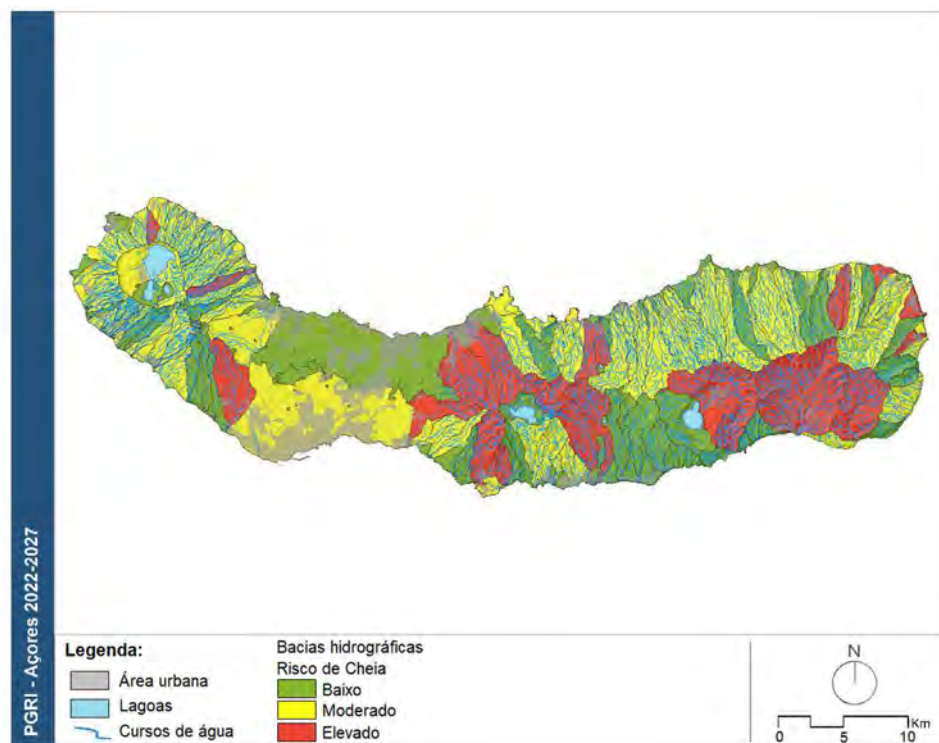 PGRI - Açores 2022-2027
Legenda:
Área urbana
Lagoas
Cursos de água
Bacias hidrográficas
Risco de Cheia
Baixo
Moderado
Elevado
N
Km
0 5 10